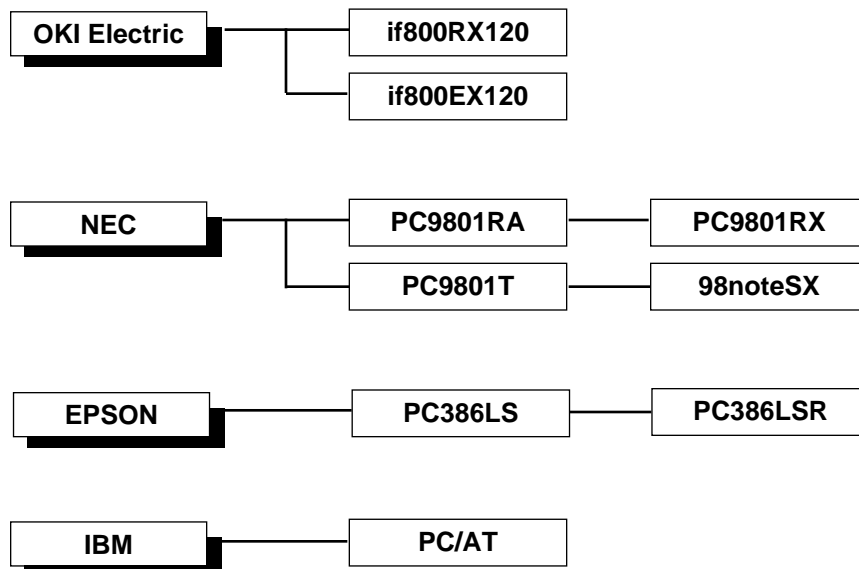 OKI Electric
if800RX120
if800EX120
NEC
PC9801RA
PC9801RX
PC9801T
98noteSX
EPSON
PC386LS
PC386LSR
IBM
PC/AT